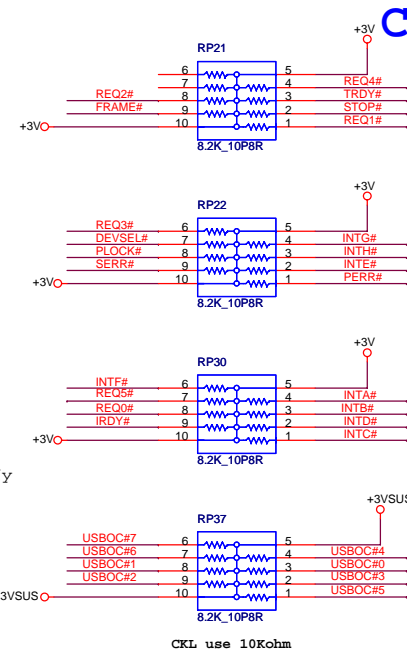 C
+3V
RP21
6 5
7 4 REQ4#
REQ2# 8 3 TRDY#
FRAME# 9 2 STOP#
+3V 10 1 REQ1#
8.2K_10P8R
+3V
RP22
REQ3# 6 5
DEVSEL# 7 4 INTG#
PLOCK# 8 3 INTH#
SERR# 9 2 INTE#
+3V 10 1 PERR#
8.2K_10P8R
+3V
RP30
INTF# 6 5
REQ5# 7 4 INTA#
REQ0# 8 3 INTB#
IRDY# 9 2 INTD#
+3V 10 1 INTC#
8.2K_10P8R
y
+3VSUS
RP37
USBOC#7 6 5
USBOC#6 7 4 USBOC#4
USBOC#1 8 3 USBOC#0
USBOC#2 9 2 USBOC#3
3VSUS 10 1 USBOC#5
8.2K_10P8R
CKL use 10Kohm